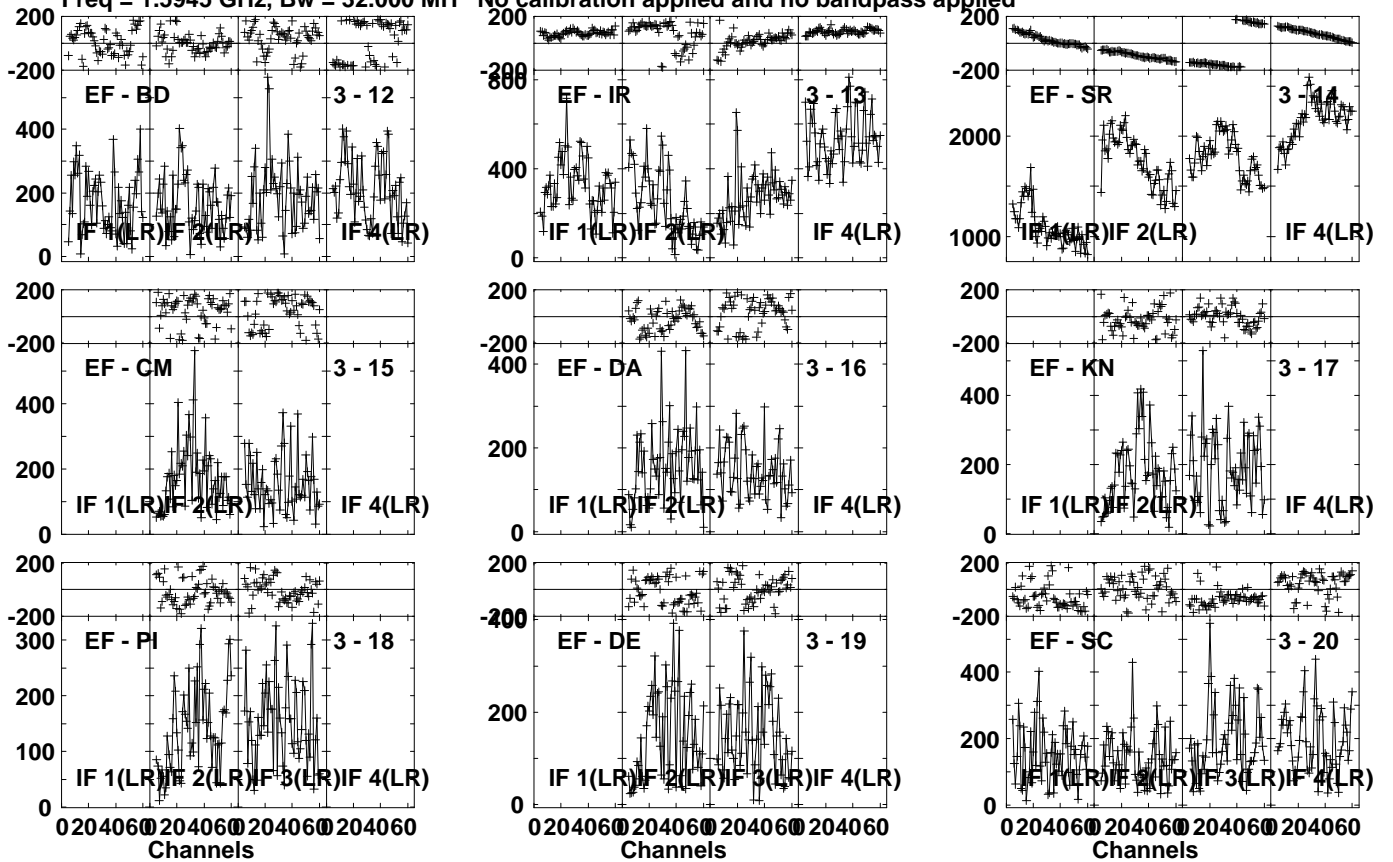 Freq = 1.5945 GHz, Bw = 32.000 MH No calibration applied and no bandpass applied
200
-200
EF - BD 3 - 12
400
200
0
IF 1(LR) IF 2(LR) IF 4(LR)
200
-200
800
EF - IR 3 - 13
400
0
IF 1(LR) IF 2(LR) IF 4(LR)
200
-200
EF - SR 3 - 14
2000
1000
IF 1(LR) IF 2(LR) IF 4(LR)
200
-200
EF - CM 3 - 15
400
200
0
IF 1(LR) IF 2(LR) IF 4(LR)
200
-200
400
EF - DA 3 - 16
200
0
IF 1(LR) IF 2(LR) IF 4(LR)
200
-200
EF - KN 3 - 17
400
200
0
IF 1(LR) IF 2(LR) IF 4(LR)
200
-200
300
EF - PI 3 - 18
200
100
0
IF 1(LR) IF 2(LR) IF 3(LR) IF 4(LR)
0 20 40 60 0 20 40 60 0 20 40 60 0 20 40 60
Channels
200
-200
400
EF - DE 3 - 19
200
0
IF 1(LR) IF 2(LR) IF 3(LR) IF 4(LR)
0 20 40 60 0 20 40 60 0 20 40 60 0 20 40 60
Channels
200
-200
EF - SC 3 - 20
400
200
0
IF 1(LR) IF 2(LR) IF 3(LR) IF 4(LR)
0 20 40 60 0 20 40 60 0 20 40 60 0 20 40 60
Channels